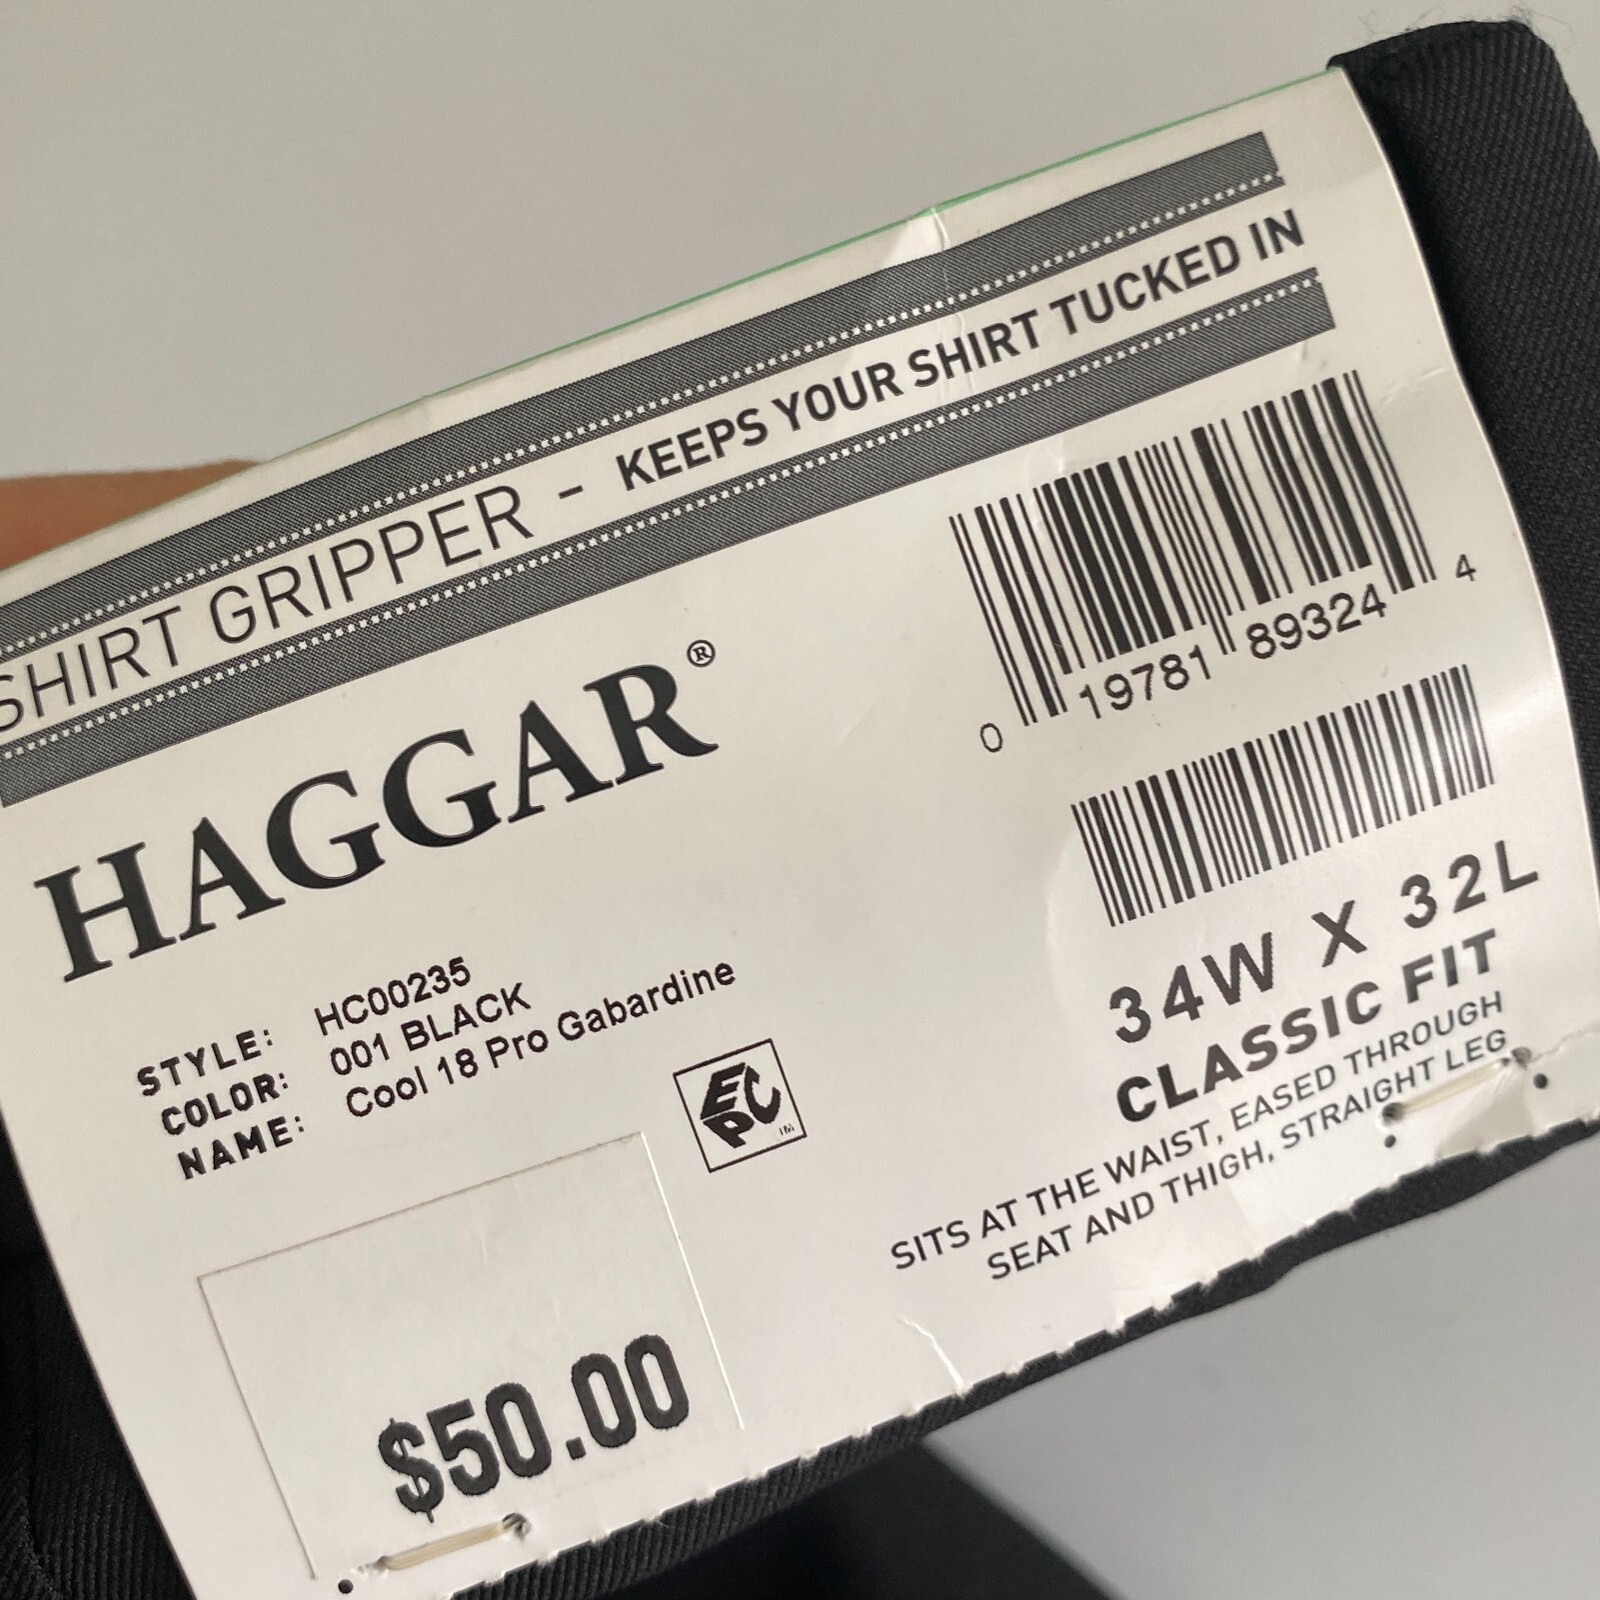 SHIRT GRIPPER - KEEPS YOUR SHIRT TUCKED IN
HAGGAR®
STYLE: HC00235
COLOR: 001 BLACK
NAME: Cool 18 Pro Gabardine
EPC TM
$50.00
0 19781 89324 4
34W X 32L
CLASSIC FIT
SITS AT THE WAIST, EASED THROUGH
SEAT AND THIGH, STRAIGHT LEG